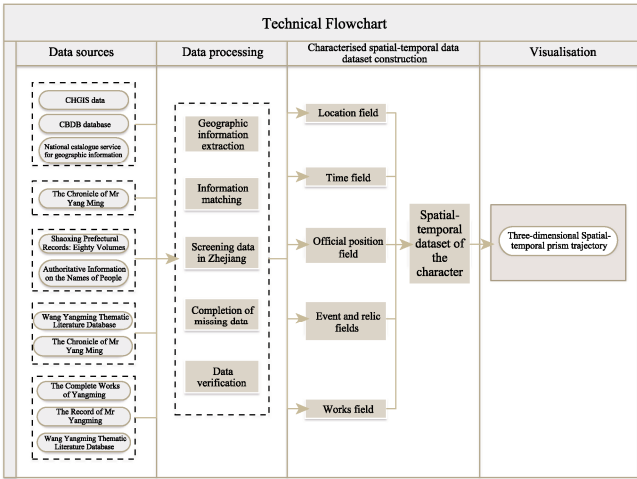 Technical Flowchart
Data sources
Data processing
Characterised spatial-temporal data
dataset construction
Visualisation
CHGIS data
CBDB database
National catalogue service
for geographic information
The Chronicle of Mr
Yang Ming
Shaoxing Prefectural
Records: Eighty Volumes
Authoritative Information
on the Names of People
Wang Yangming Thematic
Literature Database
The Chronicle of Mr
Yang Ming
The Complete Works
of Yangming
The Record of Mr
Yangming
Wang Yangming Thematic
Literature Database
Geographic
information
extraction
Information
matching
Screening data
in Zhejiang
Completion of
missing data
Data
verification
Location field
Time field
Official position
field
Event and relic
fields
Works field
Spatial-
temporal
dataset of
the
character
Three-dimensional Spatial-
temporal prism trajectory